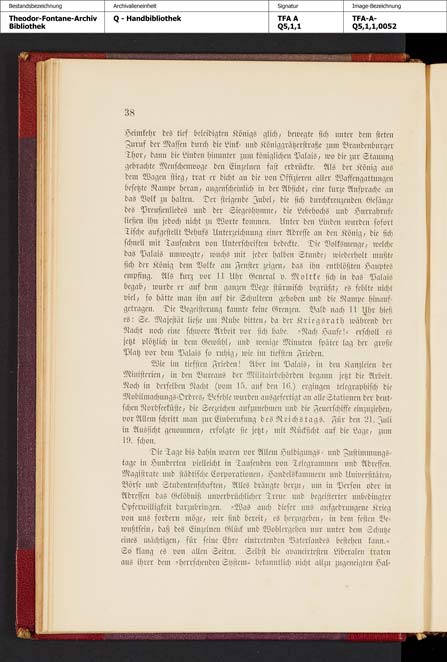 Bestandsbezeichnung
Theodor-Fontane-Archiv
Bibliothek
Archivalieneinheit
Q - Handbibliothek
Signatur
TFA A
Q5,1,1
Image-Bezeichnung
TFA-A-
Q5,1,1,0052
38
Heimkehr des tief beleidigten Königs glich, bewegte sich unter dem steten
Zuruf der Massen durch die Link- und Königgrätzerstraße zum Brandenburger
Thor, dann die Linden hinunter zum königlichen Palais, wo die zur Stauung
gebrachte Menschenwoge den Einzelnen fast erdrückte. Als der König aus
dem Wagen stieg, trat er dicht an die von Offizieren aller Waffengattungen
besetzte Rampe heran, augenscheinlich in der Absicht, eine kurze Ansprache an
das Volk zu halten. Der steigende Jubel, die sich durchkreuzenden Gesänge
des Preußenliedes und der Siegeshymne, die Lebehochs und Hurrahrufe
ließen ihn jedoch nicht zu Worte kommen. Unter den Linden wurden sofort
Tische aufgestellt Behufs Unterzeichnung einer Adresse an den König, die sich
schnell mit Tausenden von Unterschriften bedeckte. Die Volksmenge, welche
das Palais umwogte, wuchs mit jeder halben Stunde; wiederholt mußte
sich der König dem Volke am Fenster zeigen, das ihn entblößten Hauptes
empfing. Als kurz vor 11 Uhr General v. Moltke sich in das Palais
begab, wurde er auf dem ganzen Wege stürmisch begrüßt; es fehlte nicht
viel, so hätte man ihn auf die Schultern gehoben und die Rampe hinauf-
getragen. Die Begeisterung kannte keine Grenzen. Bald nach 11 Uhr hieß
es: Se. Majestät ließe um Ruhe bitten, da der Kriegsrath während der
Nacht noch eine schwere Arbeit vor sich habe. »Nach Hause!« erscholl es
jetzt plötzlich in dem Gewühl, und wenige Minuten später lag der große
Platz vor dem Palais so ruhig, wie im tiefsten Frieden.
Wie im tiefsten Frieden! Aber im Palais, in den Kanzleien der
Ministerien, in den Bureaus der Militairbehörden begann jetzt die Arbeit.
Noch in derselben Nacht (vom 15. auf den 16.) ergingen telegraphisch die
Mobilmachungs-Ordres, Befehle wurden ausgefertigt an alle Stationen der deut-
schen Nordseeküste, die Seezeichen aufzunehmen und die Feuerschiffe einzuziehen,
vor Allem schritt man zur Einberufung des Reichstags. Für den 21. Juli
in Aussicht genommen, erfolgte sie jetzt, mit Rücksicht auf die Lage, zum
19. schon.
Die Tage bis dahin waren vor Allem Huldigungs- und Zustimmungs-
tage in Hunderten vielleicht in Tausenden von Telegrammen und Adressen.
Magistrate und städtische Corporationen, Handelskammern und Universitäten,
Börse und Studentenschaften, Alles drängte herzu, um in Person oder in
Adressen das Gelöbniß unverbrüchlicher Treue und begeisterter unbedingter
Opferwilligkeit darzubringen. »Was auch dieser uns aufgedrungene Krieg
von uns fordern möge, wir sind bereit, es herzugeben, in dem festen Be-
wußtsein, daß des Einzelnen Glück und Wohlergehen nur unter dem Schutze
eines mächtigen, für seine Ehre eintretenden Vaterlandes bestehen kann.«
So klang es von allen Seiten. Selbst die avancirtesten Liberalen traten
aus ihrer dem »herrschenden System« bekanntlich nicht allzu zugeneigten Hal-